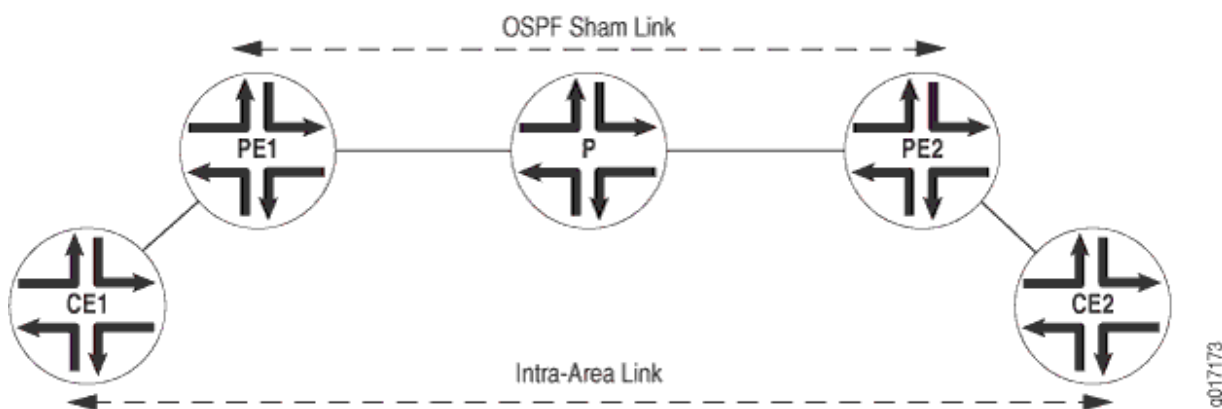 OSPF Sham Link
PE1
P
PE2
CE1
CE2
Intra-Area Link
g017173